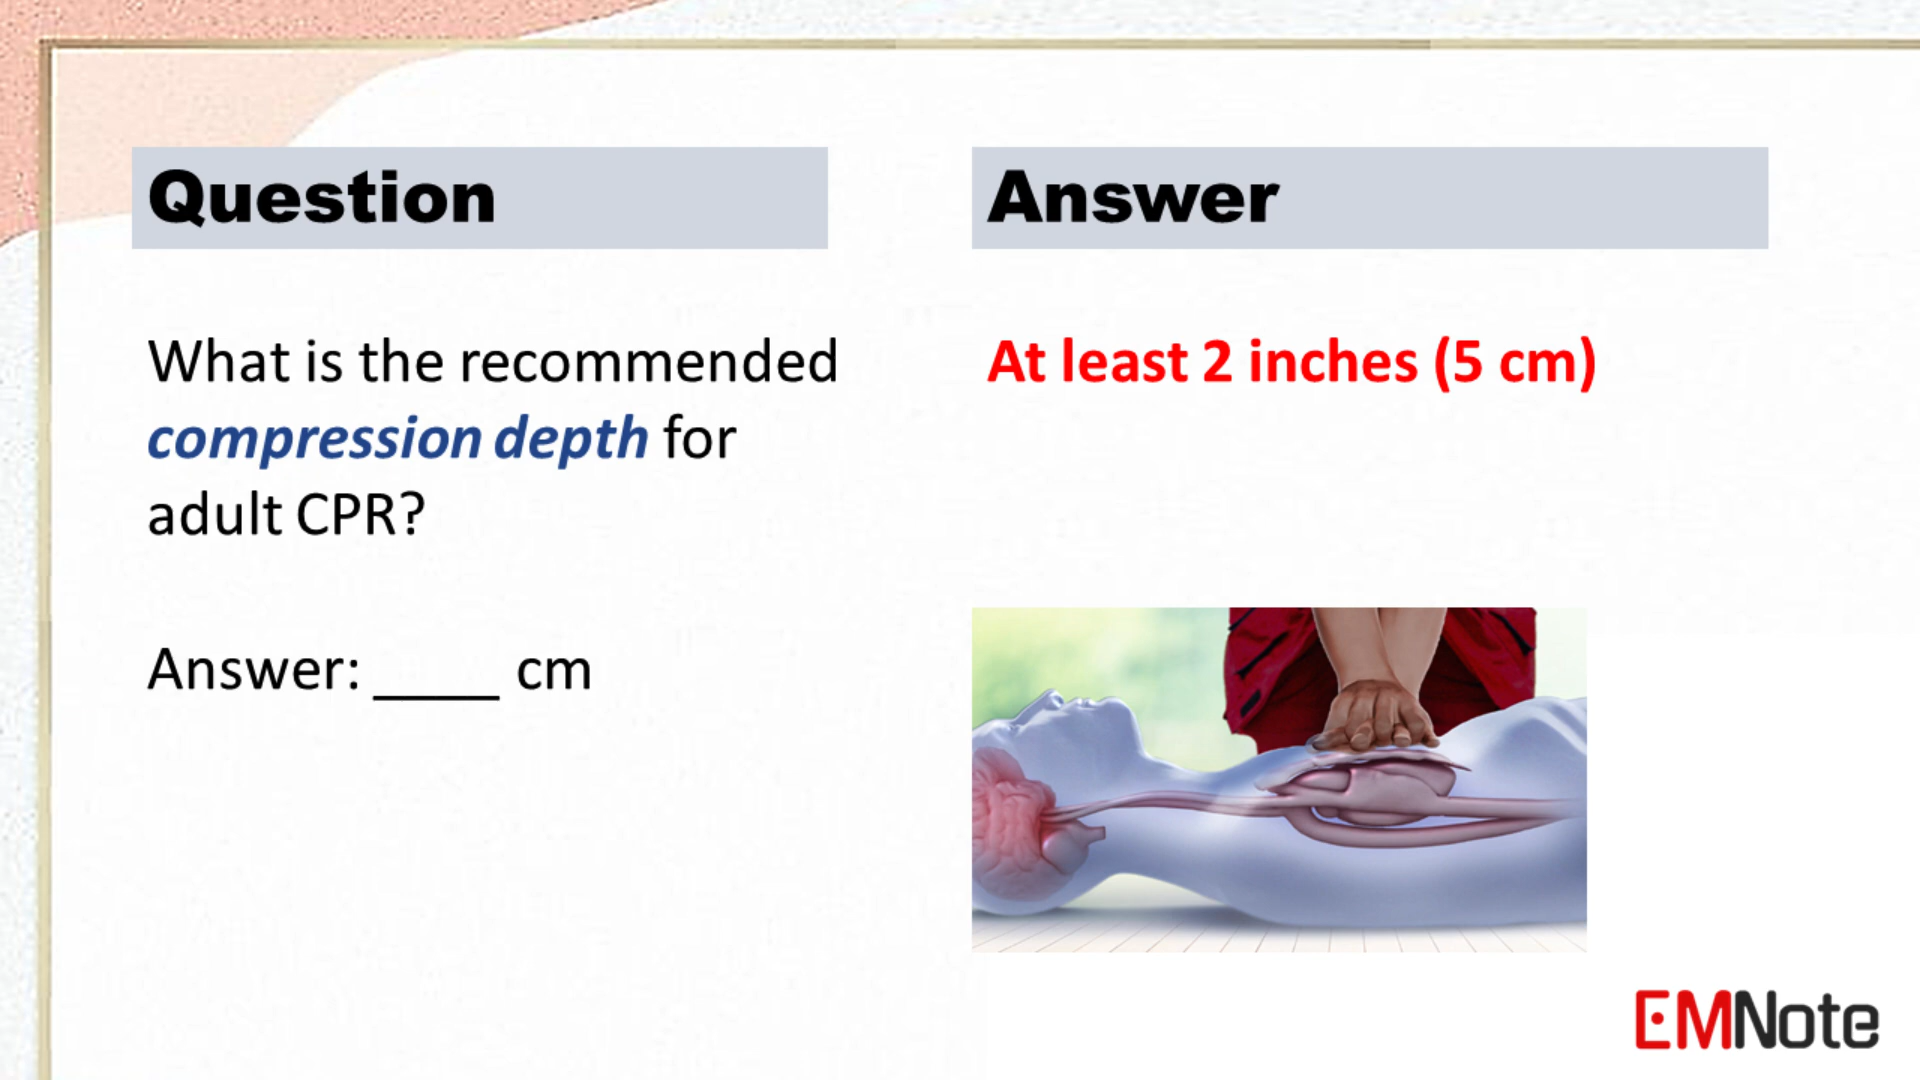 Question
What is the recommended
compression depth for
adult CPR?
Answer: ____ cm
Answer
At least 2 inches (5 cm)
EMNote